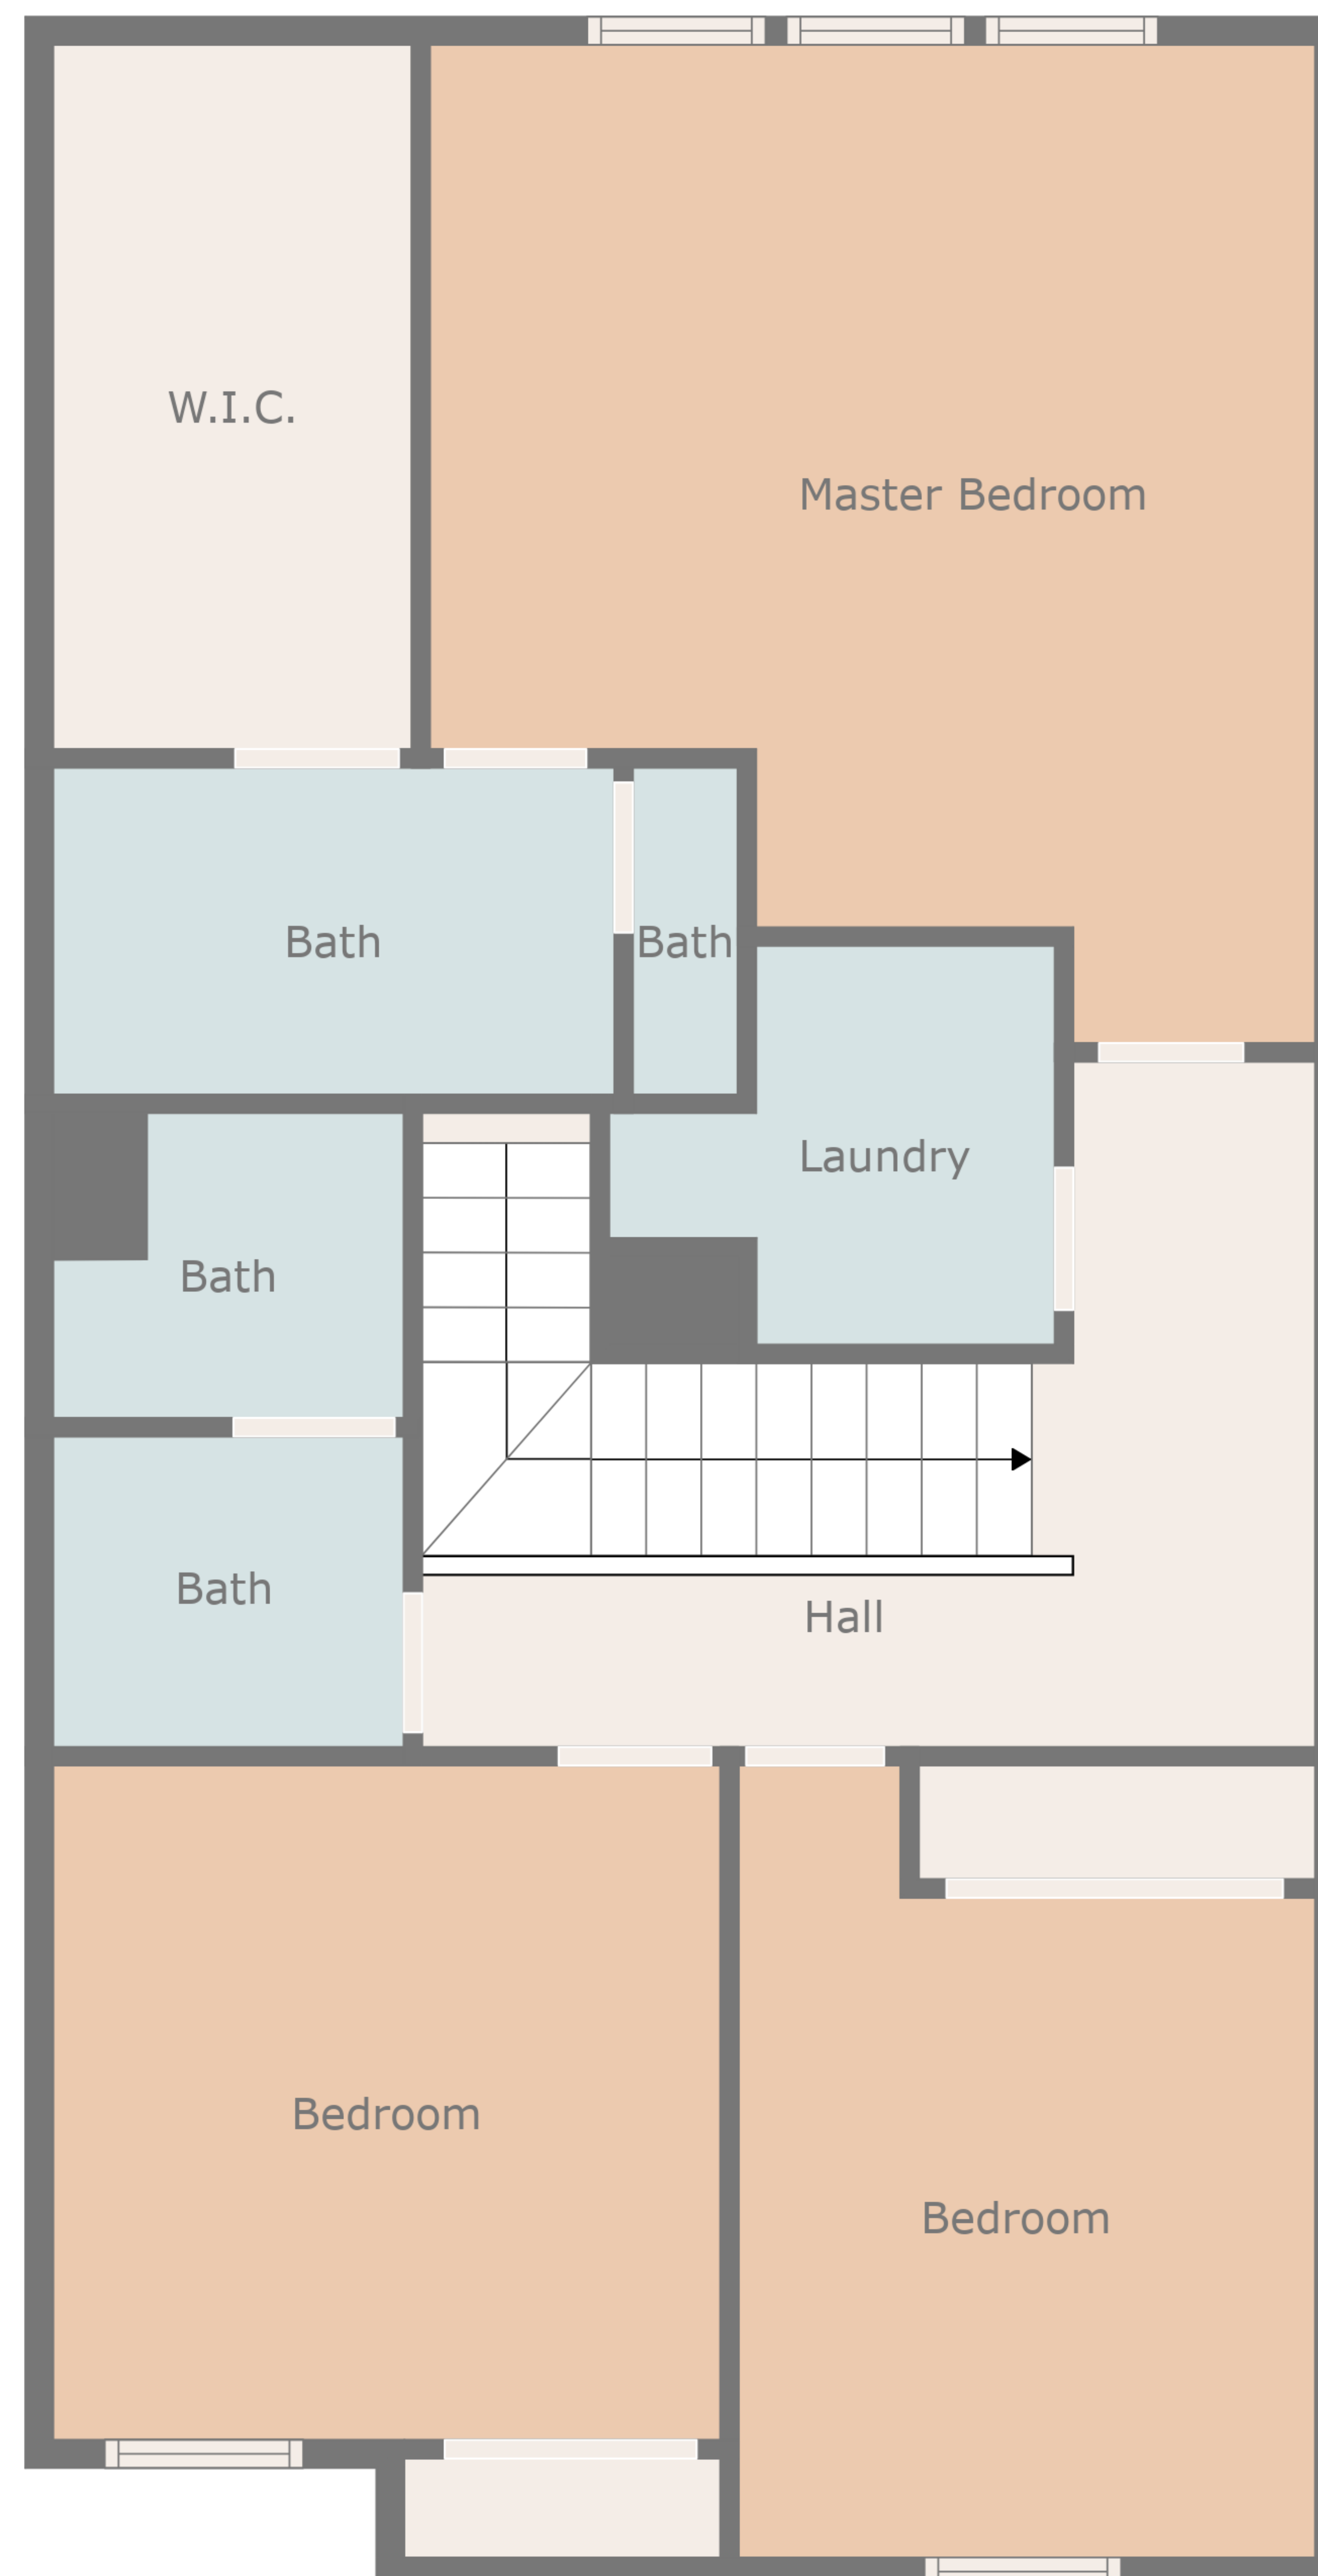 W.I.C.
Master Bedroom
Bath
Bath
Laundry
Bath
Bath
Hall
Bedroom
Bedroom